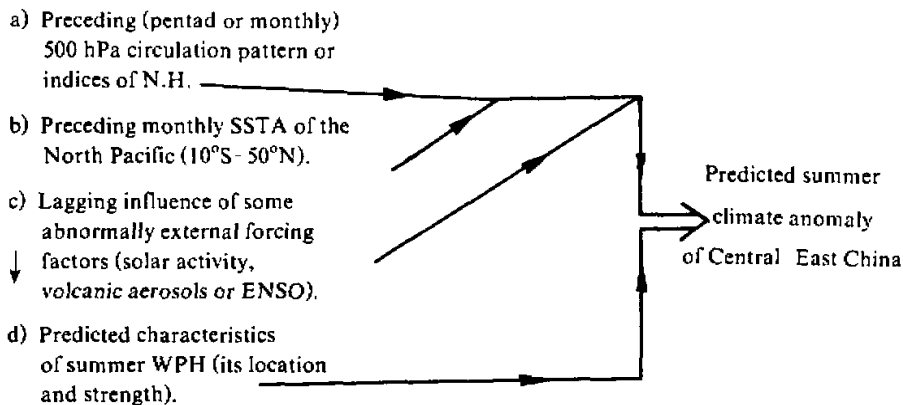 a) Preceding (pentad or monthly)
500 hPa circulation pattern or
indices of N.H.
b) Preceding monthly SSTA of the
North Pacific (10°S- 50°N).
c) Lagging influence of some
abnormally external forcing
factors (solar activity,
volcanic aerosols or ENSO).
d) Predicted characteristics
of summer WPH (its location
and strength).
Predicted summer
climate anomaly
of Central East China